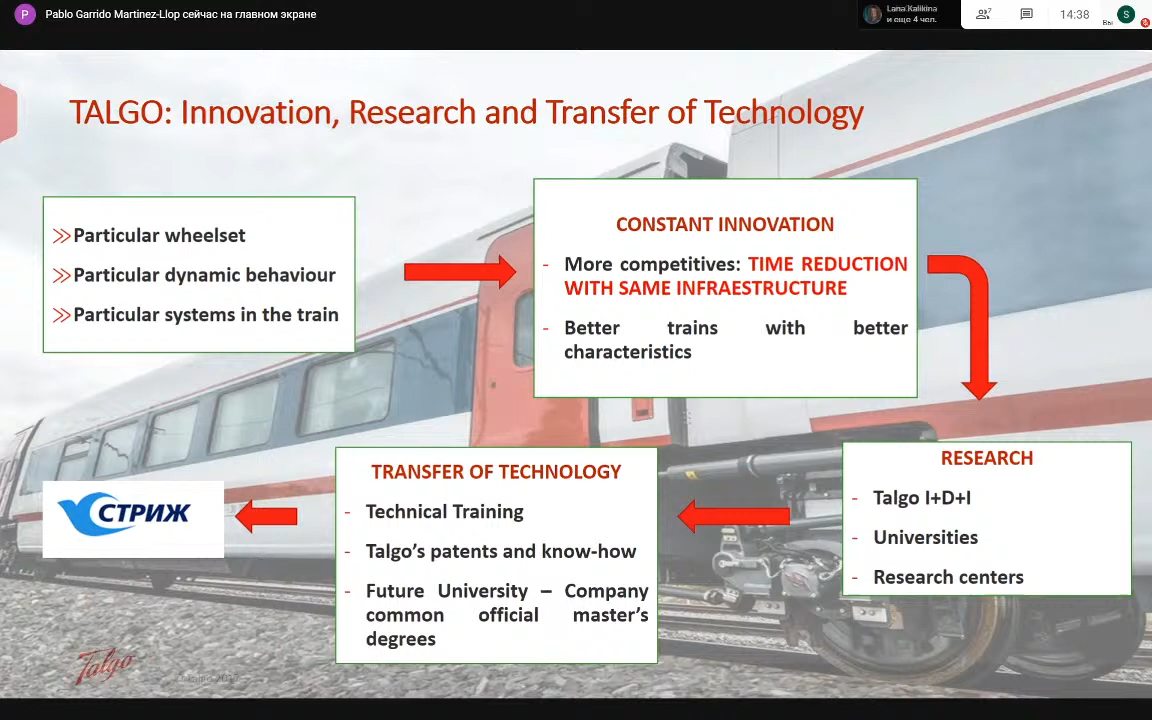 P Pablo Garrido Martinez-Llop сейчас на главном экране
Lana Kalikina
и еще 4 чел.
7
14:38
Вы
S
TALGO: Innovation, Research and Transfer of Technology
Particular wheelset
Particular dynamic behaviour
Particular systems in the train
CONSTANT INNOVATION
- More competitives: TIME REDUCTION
WITH SAME INFRAESTRUCTURE
- Better trains with better
characteristics
RESEARCH
- Talgo I+D+I
- Universities
- Research centers
TRANSFER OF TECHNOLOGY
- Technical Training
- Talgo’s patents and know-how
- Future University – Company
common official master’s
degrees
СТРИЖ
Talgo